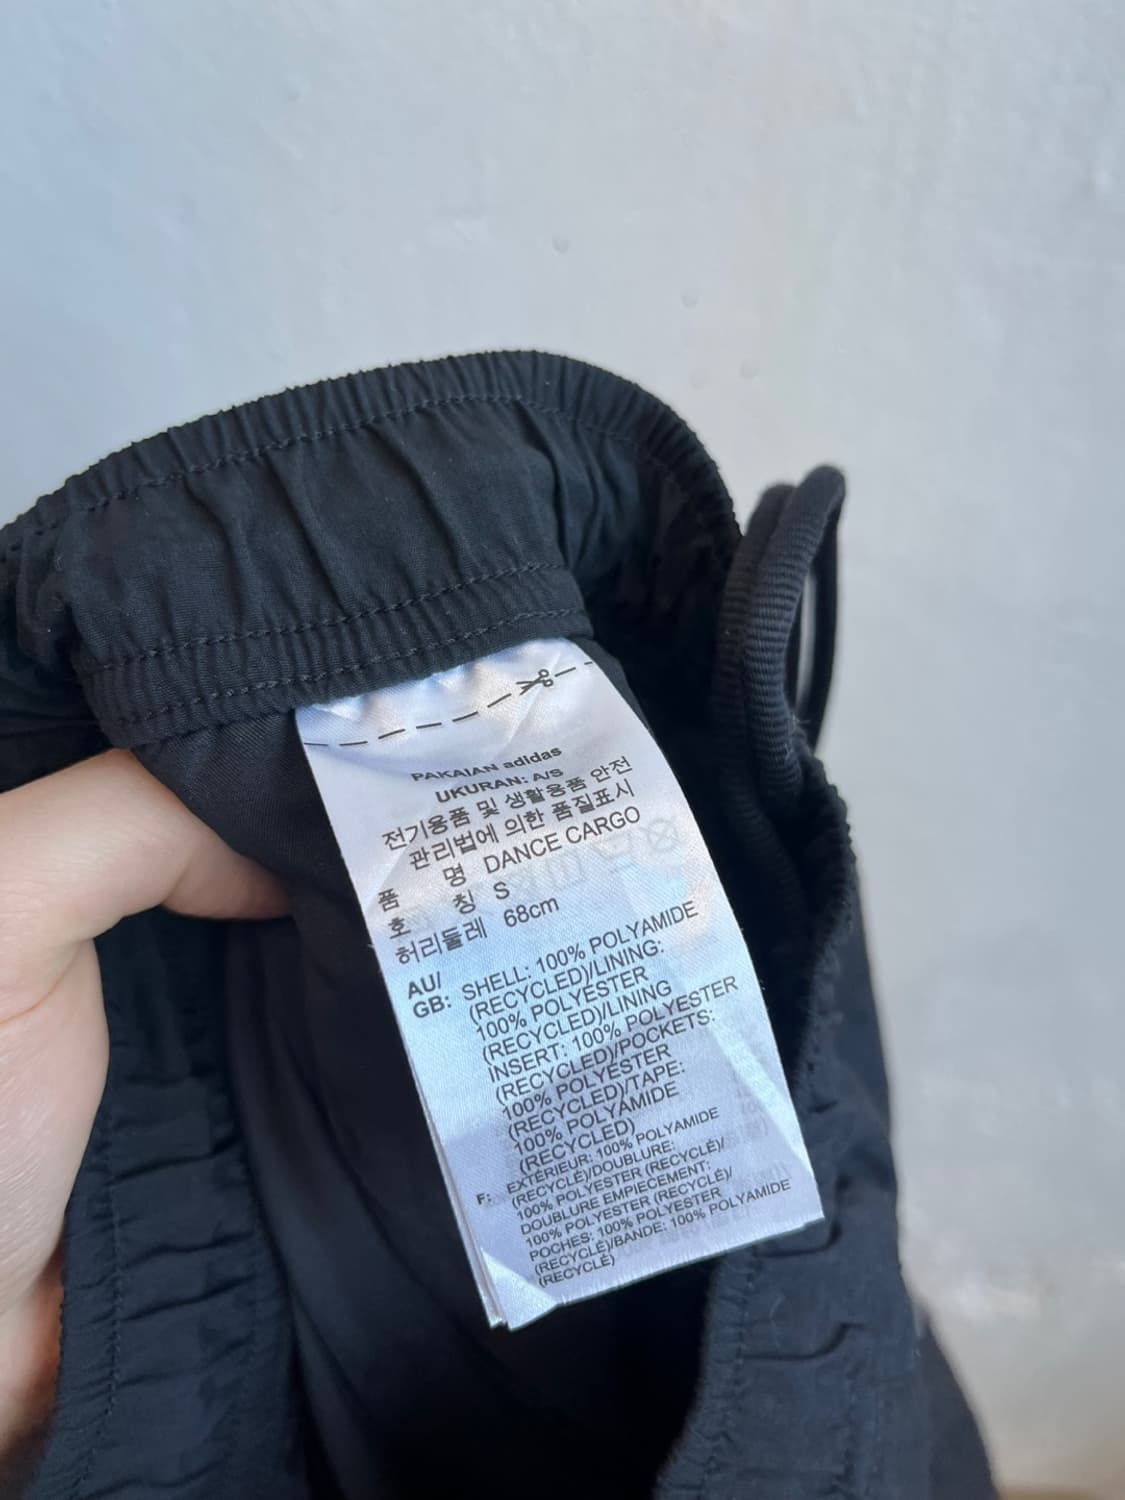 PAKAIAN adidas
UKURAN: A/S
전기용품 및 생활용품 안전
관리법에 의한 품질표시
품 명 DANCE CARGO
호 칭 S
허리둘레 68cm
AU/
GB: SHELL: 100% POLYAMIDE
(RECYCLED)/LINING:
100% POLYESTER
(RECYCLED)/LINING
INSERT: 100% POLYESTER
(RECYCLED)/POCKETS:
100% POLYESTER
(RECYCLED)/TAPE:
100% POLYAMIDE
(RECYCLED)
F: EXTÉRIEUR: 100% POLYAMIDE
(RECYCLÉ)/DOUBLURE:
100% POLYESTER (RECYCLÉ)/
DOUBLURE EMPIECEMENT:
100% POLYESTER (RECYCLÉ)/
POCHES: 100% POLYESTER
(RECYCLÉ)/BANDE: 100% POLYAMIDE
(RECYCLÉ)